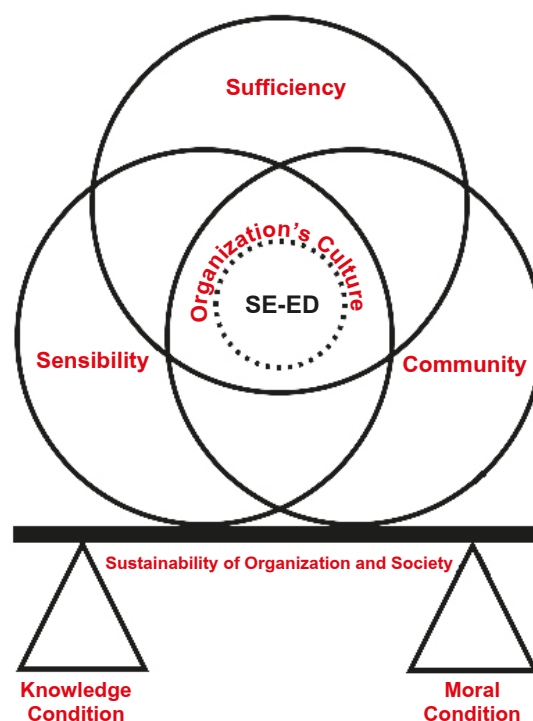 Sufficiency
Organization's Culture
SE-ED
Sensibility
Community
Sustainability of Organization and Society
Knowledge
Condition
Moral
Condition